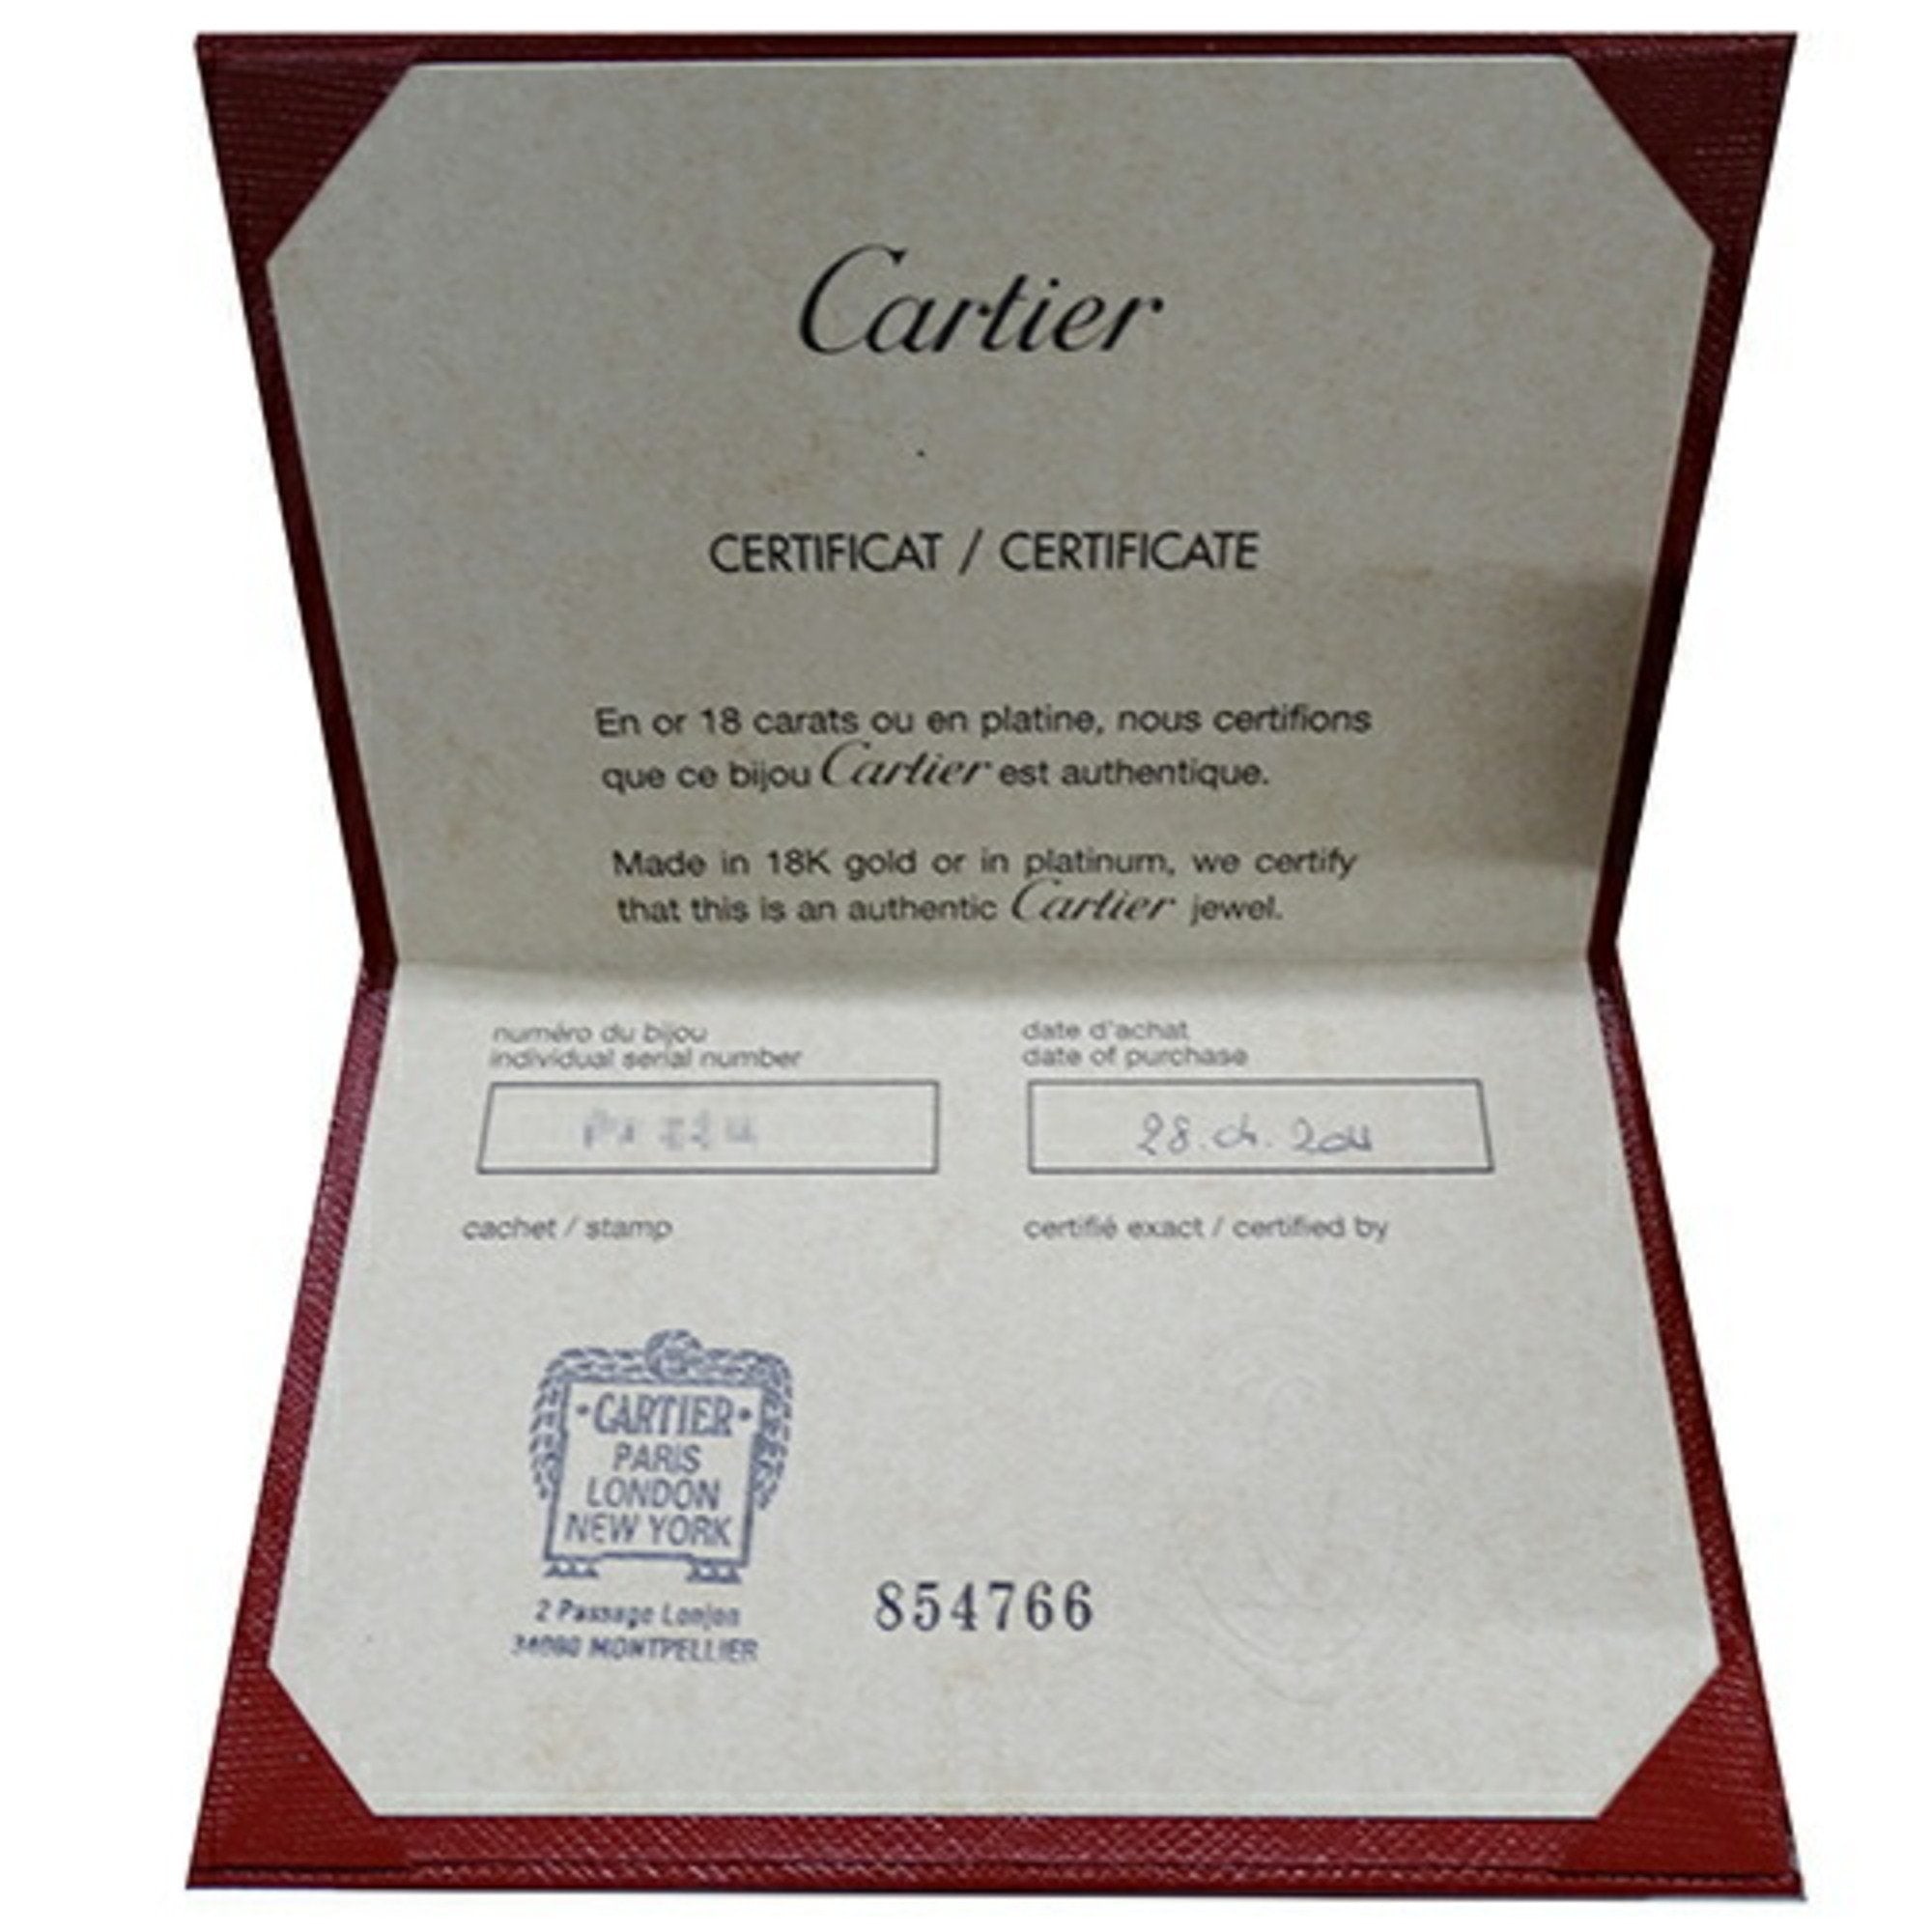 Cartier
CERTIFICAT / CERTIFICATE
En or 18 carats ou en platine, nous certifions
que ce bijou Cartier est authentique.
Made in 18K gold or in platinum, we certify
that this is an authentic Cartier jewel.
numéro du bijou
individual serial number
date d'achat
date of purchase
28. 04. 2011
cachet / stamp
certifié exact / certified by
• CARTIER •
PARIS
LONDON
NEW YORK
2 Passage Lonjon
MONTPELLIER
854766